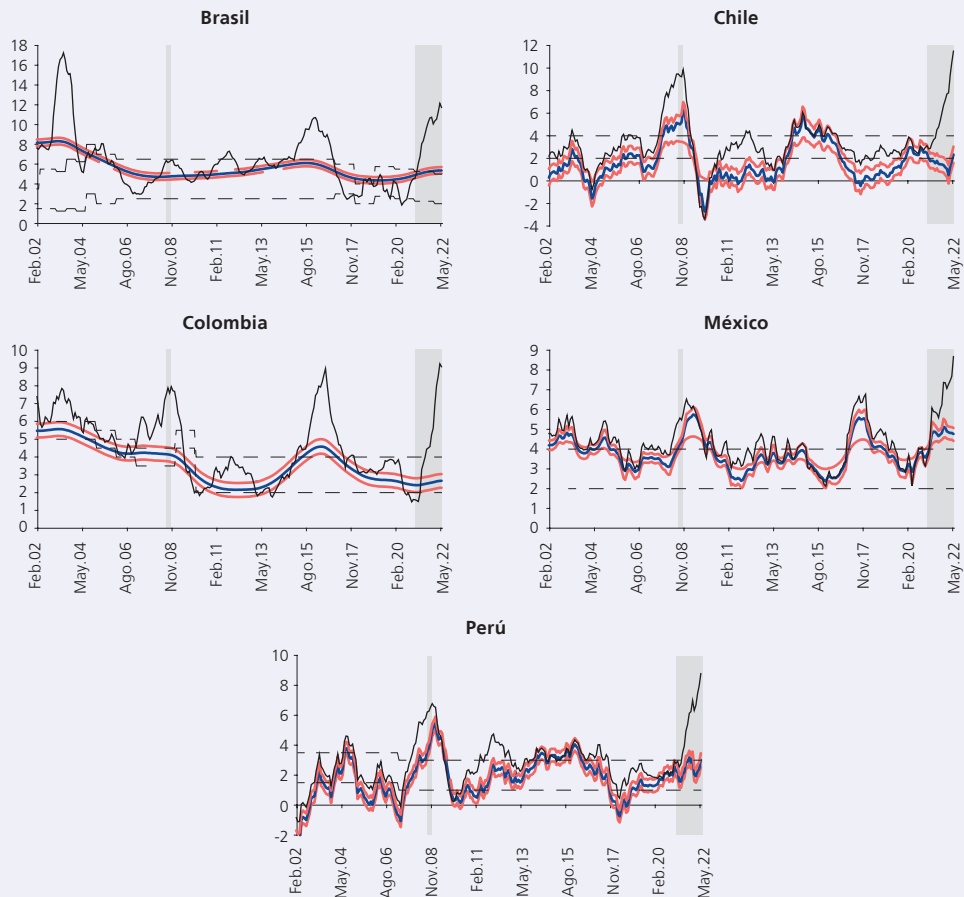 Brasil
18
16
14
12
10
8
6
4
2
0
Feb.02
May.04
Ago.06
Nov.08
Feb.11
May.13
Ago.15
Nov.17
Feb.20
May.22
Chile
12
10
8
6
4
2
0
-2
-4
Feb.02
May.04
Ago.06
Nov.08
Feb.11
May.13
Ago.15
Nov.17
Feb.20
May.22
Colombia
10
9
8
7
6
5
4
3
2
1
0
Feb.02
May.04
Ago.06
Nov.08
Feb.11
May.13
Ago.15
Nov.17
Feb.20
May.22
México
9
8
7
6
5
4
3
2
1
0
Feb.02
May.04
Ago.06
Nov.08
Feb.11
May.13
Ago.15
Nov.17
Feb.20
May.22
Perú
10
8
6
4
2
0
-2
Feb.02
May.04
Ago.06
Nov.08
Feb.11
May.13
Ago.15
Nov.17
Feb.20
May.22